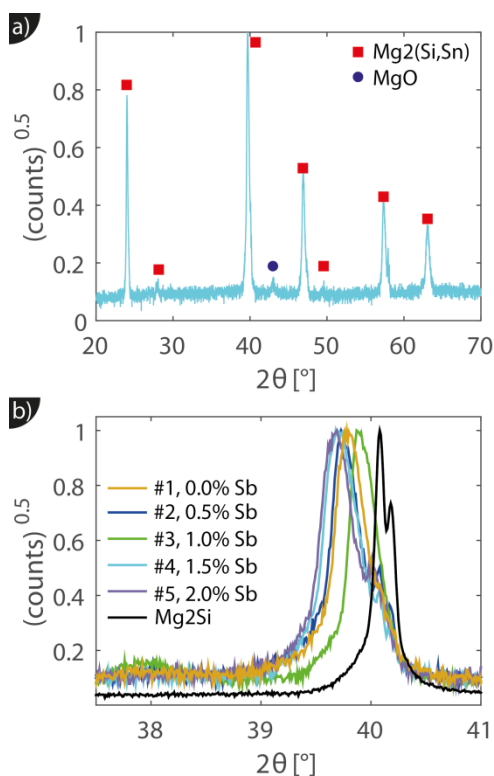 a)
(counts) 0.5
1
0.8
0.6
0.4
0.2
0
Mg2(Si,Sn)
MgO
20 30 40 50 60 70
2θ [°]
b)
(counts) 0.5
1
0.8
0.6
0.4
0.2
#1, 0.0% Sb
#2, 0.5% Sb
#3, 1.0% Sb
#4, 1.5% Sb
#5, 2.0% Sb
Mg2Si
38 39 40 41
2θ [°]